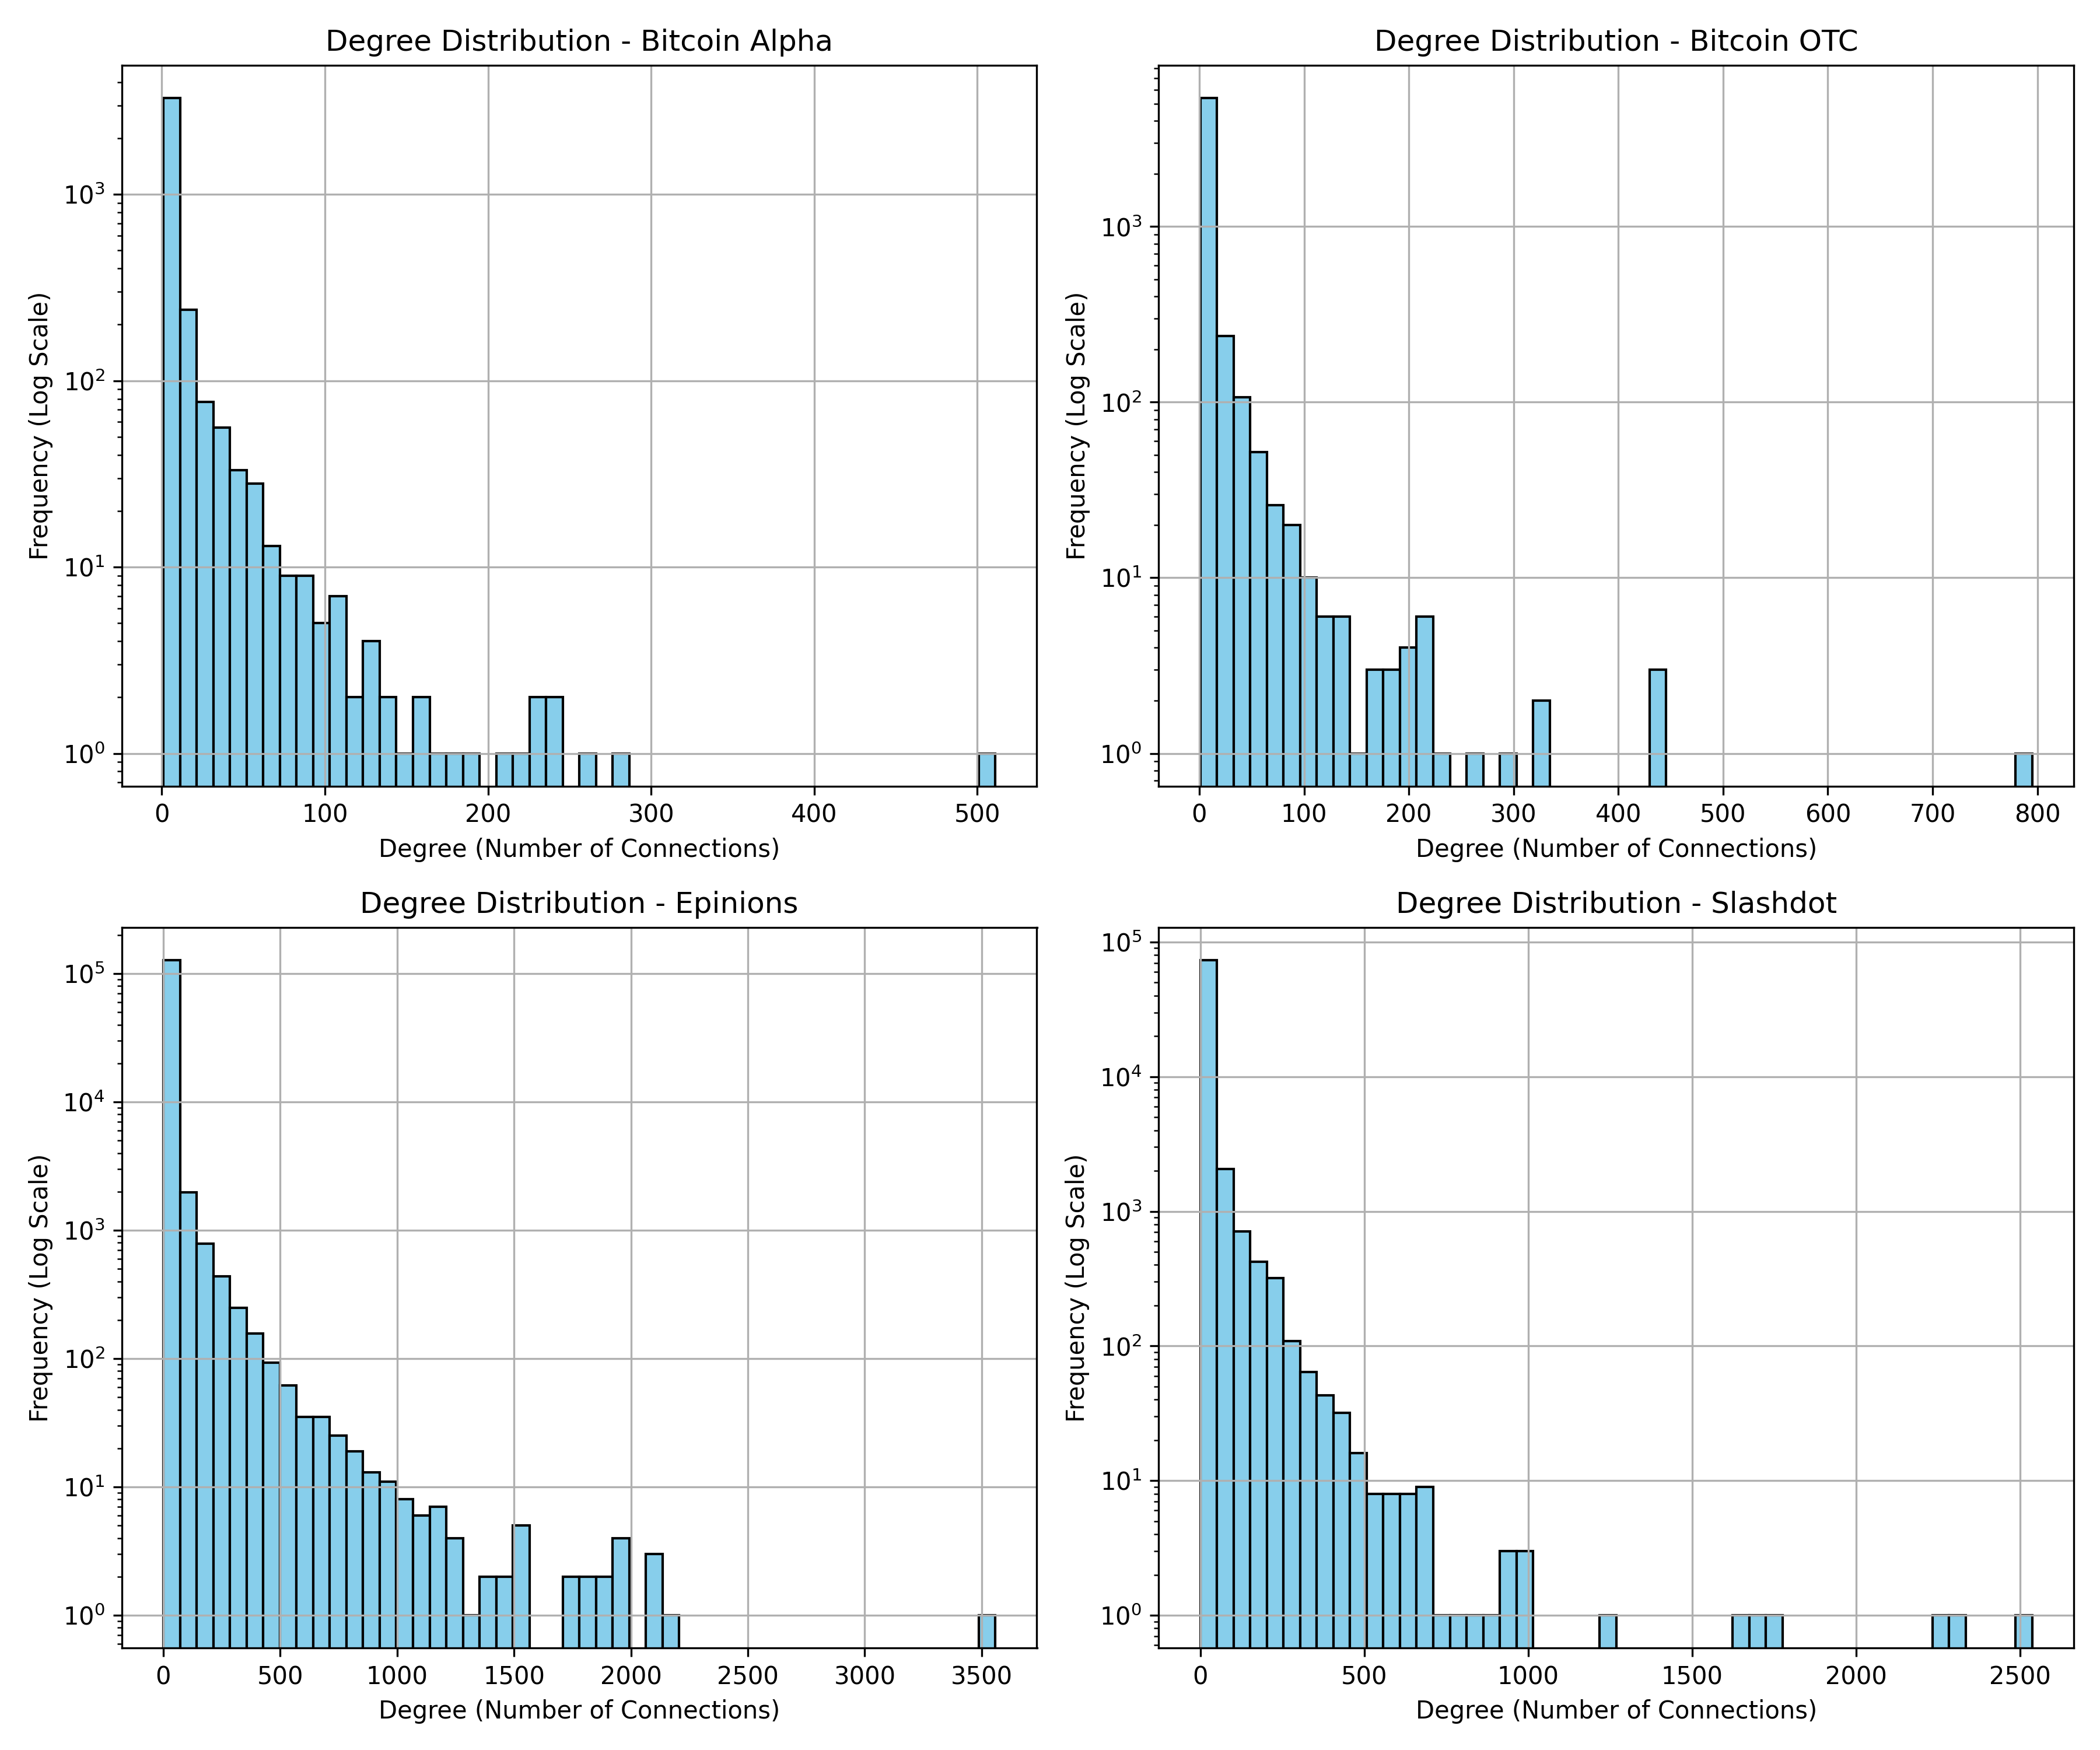 Degree Distribution - Bitcoin Alpha
Frequency (Log Scale)
10³
10²
10¹
10⁰
0 100 200 300 400 500
Degree (Number of Connections)
Degree Distribution - Bitcoin OTC
Frequency (Log Scale)
10³
10²
10¹
10⁰
0 100 200 300 400 500 600 700 800
Degree (Number of Connections)
Degree Distribution - Epinions
Frequency (Log Scale)
10⁵
10⁴
10³
10²
10¹
10⁰
0 500 1000 1500 2000 2500 3000 3500
Degree (Number of Connections)
Degree Distribution - Slashdot
Frequency (Log Scale)
10⁵
10⁴
10³
10²
10¹
10⁰
0 500 1000 1500 2000 2500
Degree (Number of Connections)